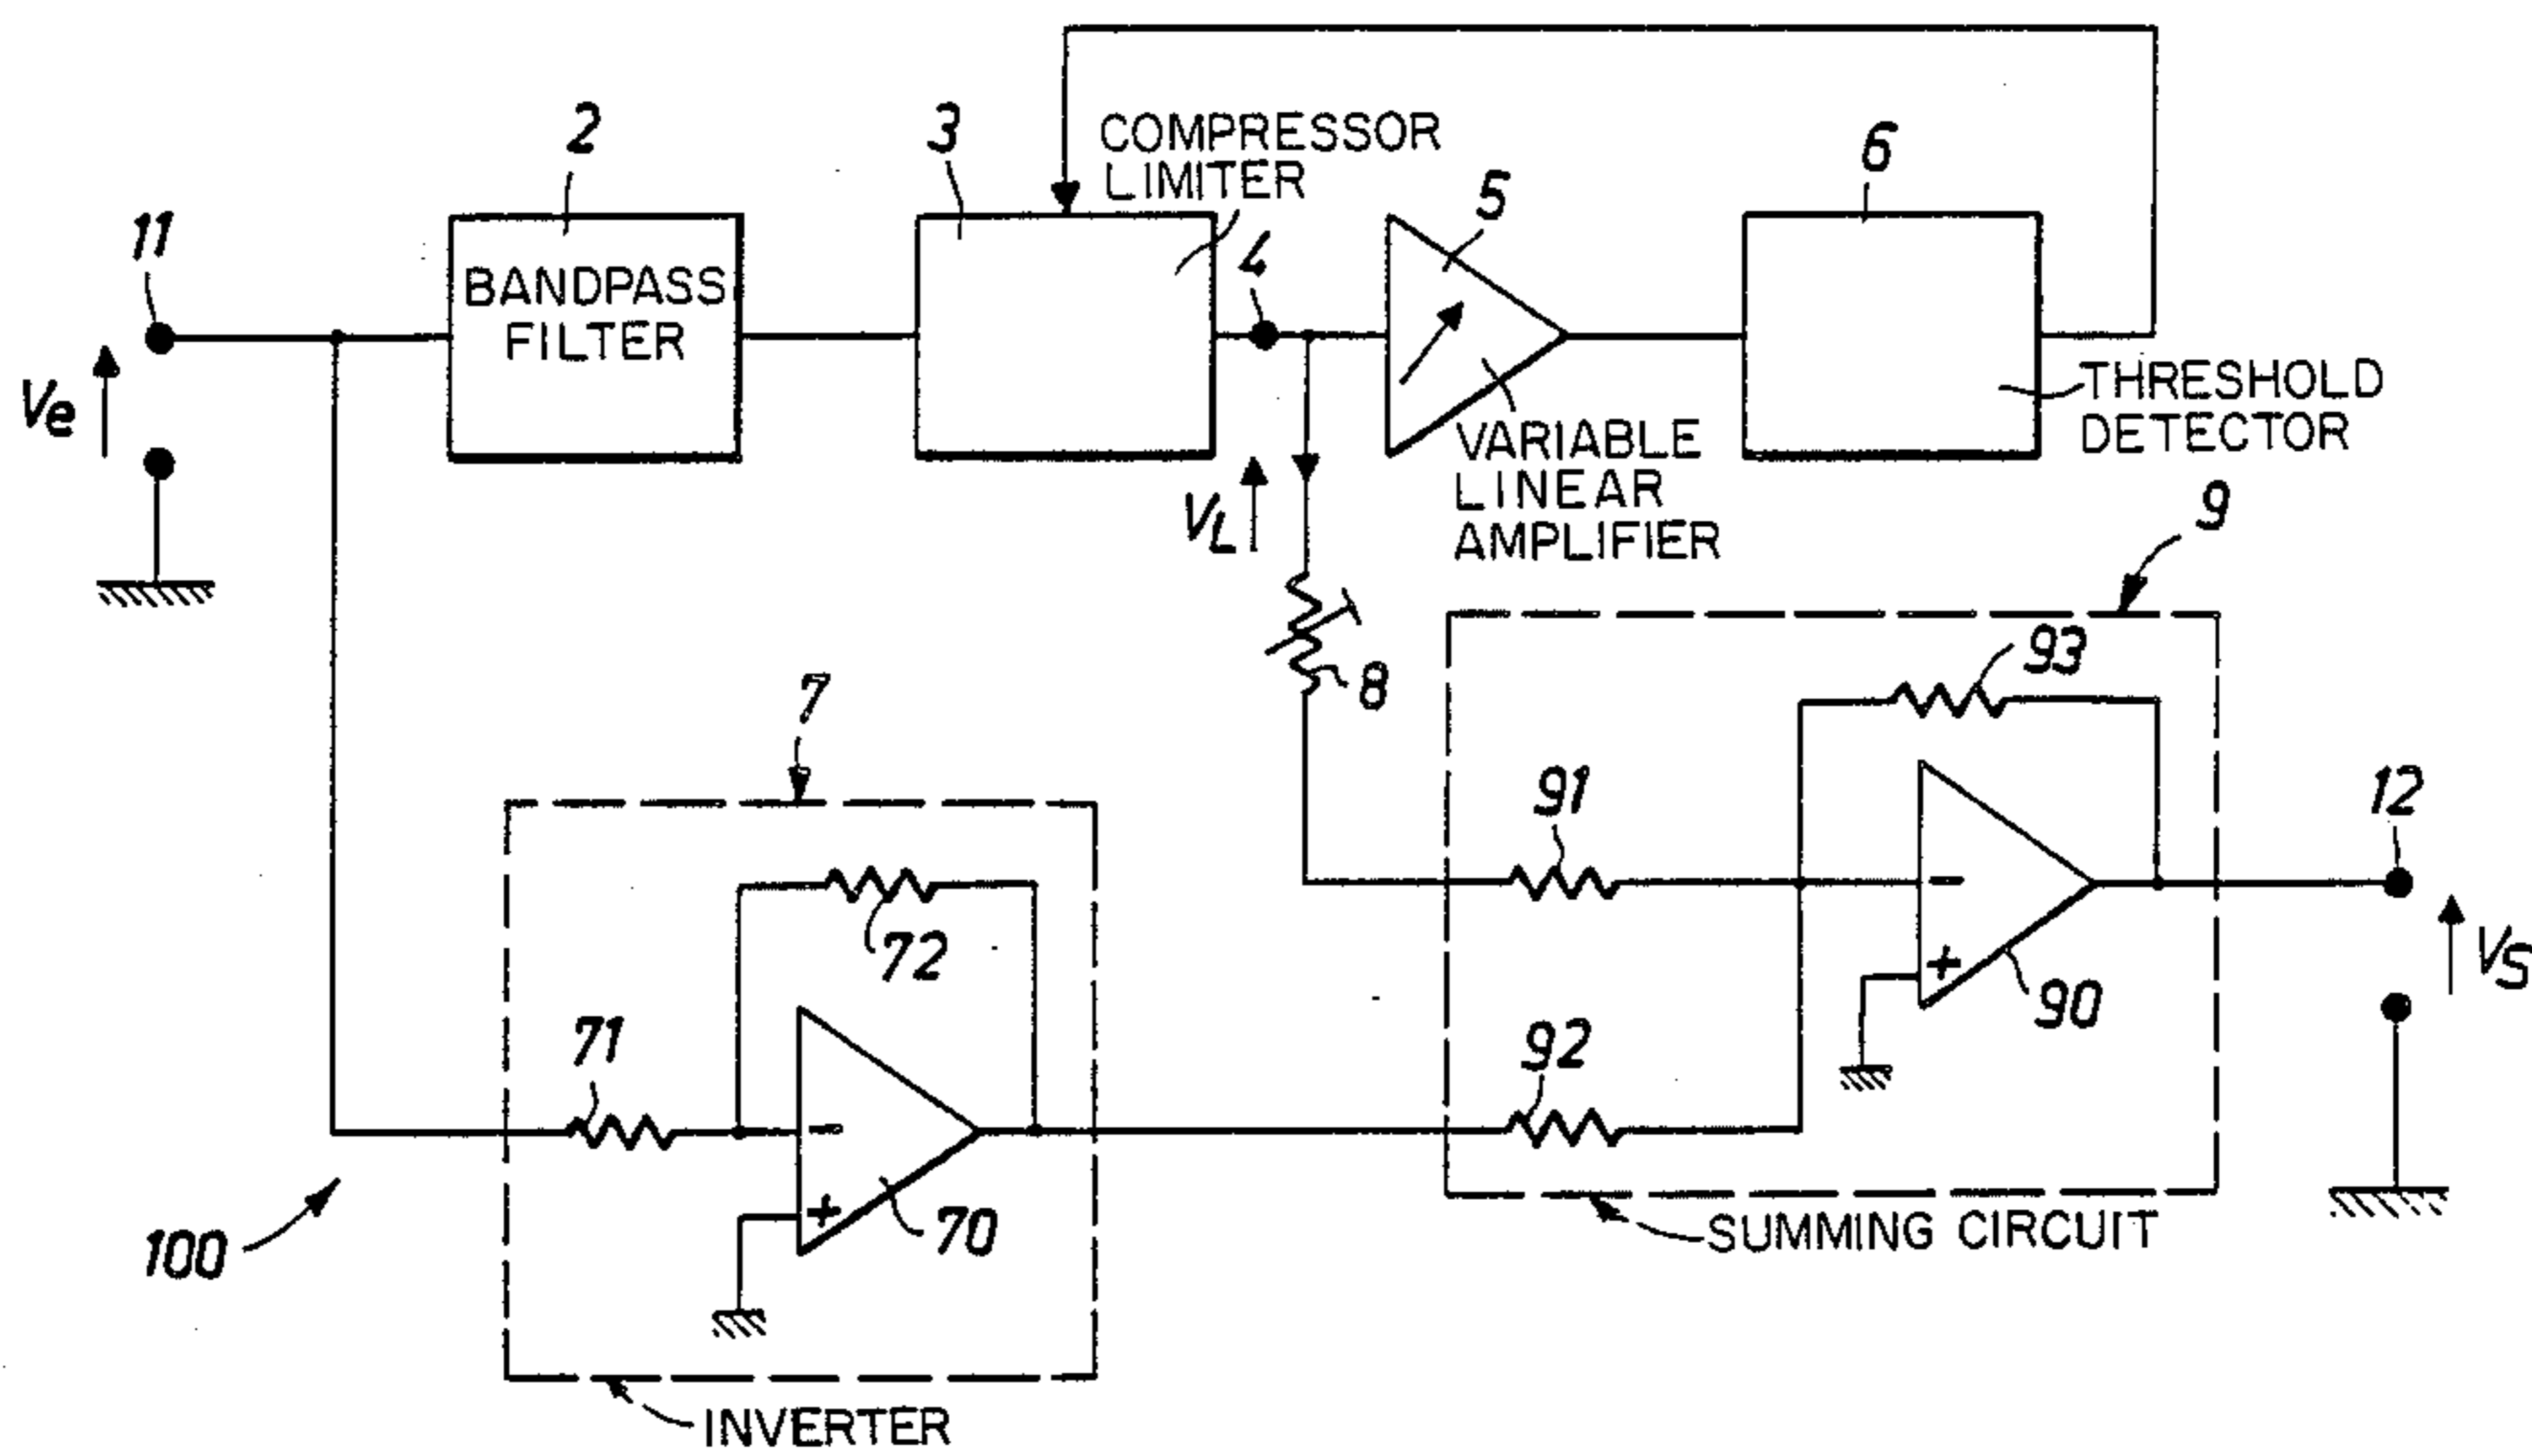 2
3
COMPRESSOR
LIMITER
6
5
11
4
BANDPASS
FILTER
Ve
THRESHOLD
DETECTOR
VARIABLE
LINEAR
AMPLIFIER
VL
9
93
8
7
91
12
72
-
+
90
VS
71
92
-
+
70
100
SUMMING CIRCUIT
INVERTER